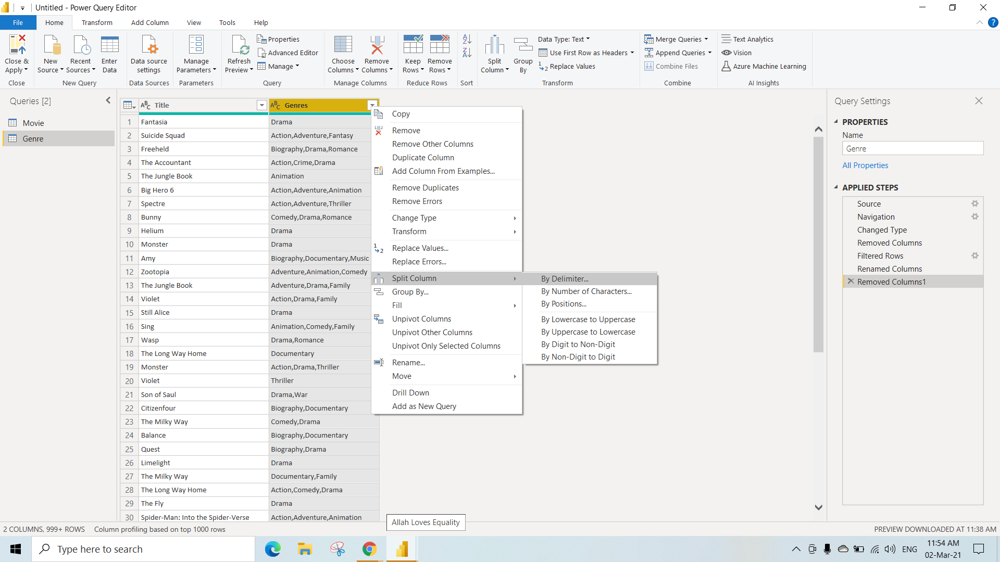 Untitled - Power Query Editor
File Home Transform Add Column View Tools Help
Close & Apply
Close
New Source
Recent Sources
Enter Data
New Query
Data source settings
Data Sources
Manage Parameters
Parameters
Refresh Preview
Properties
Advanced Editor
Manage
Query
Choose Columns
Remove Columns
Manage Columns
Keep Rows
Remove Rows
Reduce Rows
Sort
Split Column
Group By
Data Type: Text
Use First Row as Headers
Replace Values
Transform
Merge Queries
Append Queries
Combine Files
Combine
Text Analytics
Vision
Azure Machine Learning
AI Insights
Queries [2]
Movie
Genre
Title Genres
1 Fantasia Drama
2 Suicide Squad Action,Adventure,Fantasy
3 Freeheld Biography,Drama,Romance
4 The Accountant Action,Crime,Drama
5 The Jungle Book Animation
6 Big Hero 6 Action,Adventure,Animation
7 Spectre Action,Adventure,Thriller
8 Bunny Comedy,Drama,Romance
9 Helium Drama
10 Monster Drama
11 Amy Biography,Documentary,Music
12 Zootopia Adventure,Animation,Comedy
13 The Jungle Book Adventure,Drama,Family
14 Violet Action,Drama,Family
15 Still Alice Drama
16 Sing Animation,Comedy,Family
17 Wasp Drama,Romance
18 The Long Way Home Documentary
19 Monster Action,Drama,Thriller
20 Violet Thriller
21 Son of Saul Drama,War
22 Citizenfour Biography,Documentary
23 The Milky Way Comedy,Drama
24 Balance Biography,Documentary
25 Quest Biography,Drama
26 Limelight Drama
27 The Milky Way Documentary,Family
28 The Long Way Home Action,Comedy,Drama
29 The Fly Drama
30 Spider-Man: Into the Spider-Verse Action,Adventure,Animation
Copy
Remove
Remove Other Columns
Duplicate Column
Add Column From Examples...
Remove Duplicates
Remove Errors
Change Type
Transform
Replace Values...
Replace Errors...
Split Column
Group By...
Fill
Unpivot Columns
Unpivot Other Columns
Unpivot Only Selected Columns
Rename...
Move
Drill Down
Add as New Query
By Delimiter...
By Number of Characters...
By Positions...
By Lowercase to Uppercase
By Uppercase to Lowercase
By Digit to Non-Digit
By Non-Digit to Digit
Query Settings
PROPERTIES
Name
Genre
All Properties
APPLIED STEPS
Source
Navigation
Changed Type
Removed Columns
Filtered Rows
Renamed Columns
Removed Columns1
Allah Loves Equality
2 COLUMNS, 999+ ROWS Column profiling based on top 1000 rows
PREVIEW DOWNLOADED AT 11:38 AM
Type here to search
ENG
11:54 AM
02-Mar-21